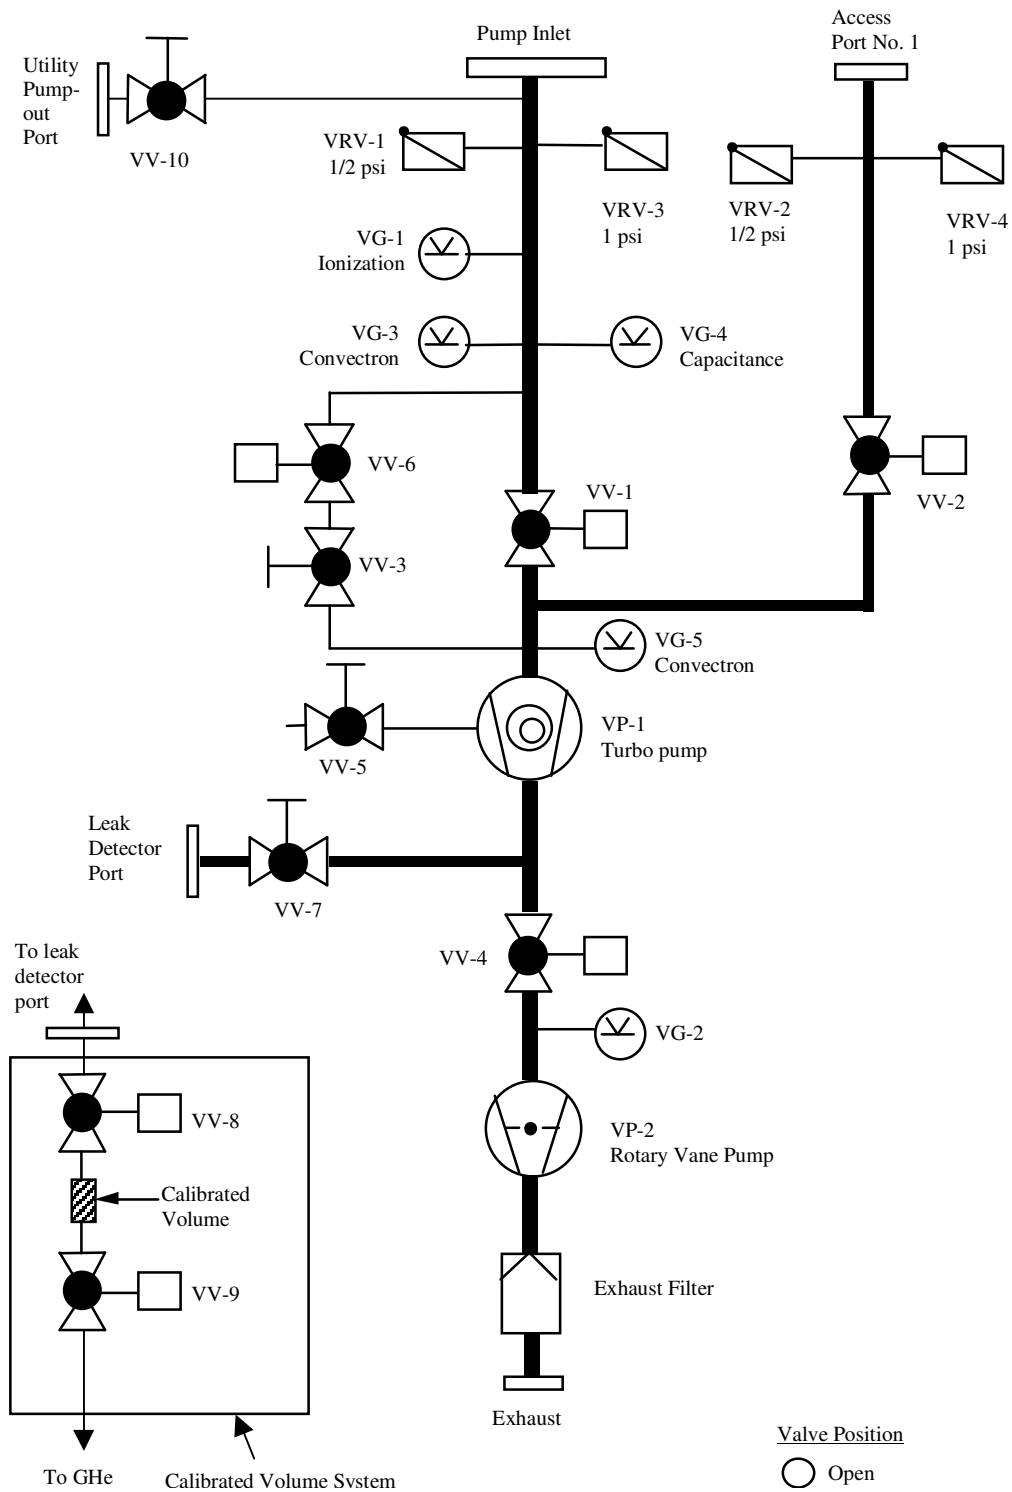 Pump Inlet
Access
Port No. 1
Utility
Pump-
out
Port
VV-10
VRV-1
1/2 psi
VRV-3
1 psi
VRV-2
1/2 psi
VRV-4
1 psi
VG-1
Ionization
VG-3
Convectron
VG-4
Capacitance
VV-6
VV-1
VV-2
VV-3
VG-5
Convectron
VP-1
Turbo pump
VV-5
Leak
Detector
Port
VV-7
To leak
detector
port
VV-4
VG-2
VV-8
VP-2
Rotary Vane Pump
Calibrated
Volume
VV-9
Exhaust Filter
Exhaust
Valve Position
Open
To GHe
Calibrated Volume System